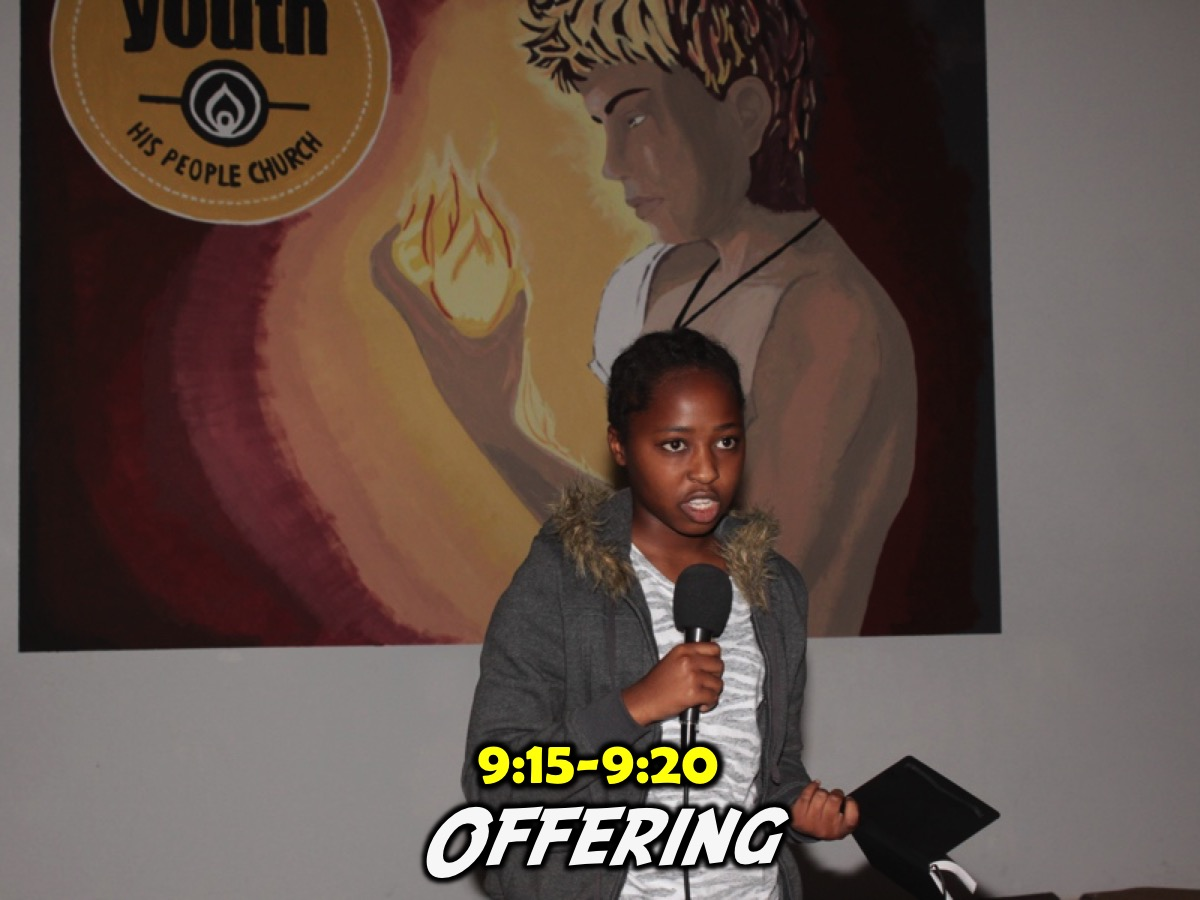 youth
HIS PEOPLE CHURCH
9:15-9:20
OFFERING